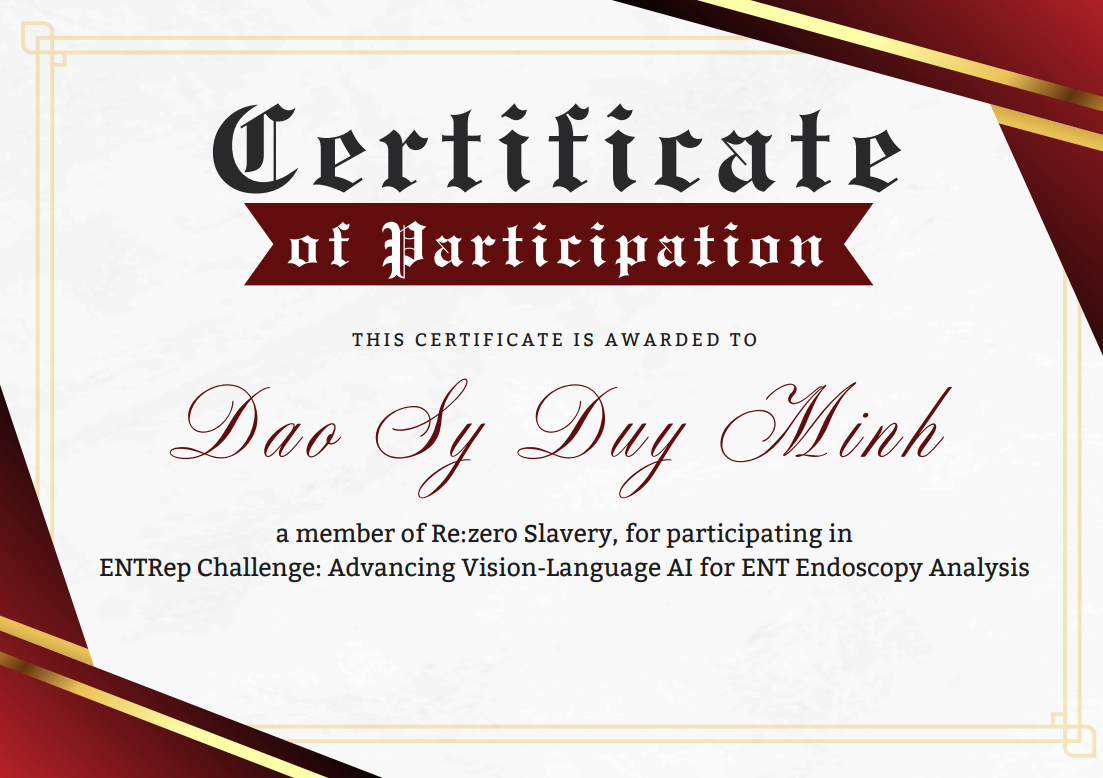 Certificate
of Participation
THIS CERTIFICATE IS AWARDED TO
Dao Sy Duy Minh
a member of Re:zero Slavery, for participating in
ENTRep Challenge: Advancing Vision-Language AI for ENT Endoscopy Analysis